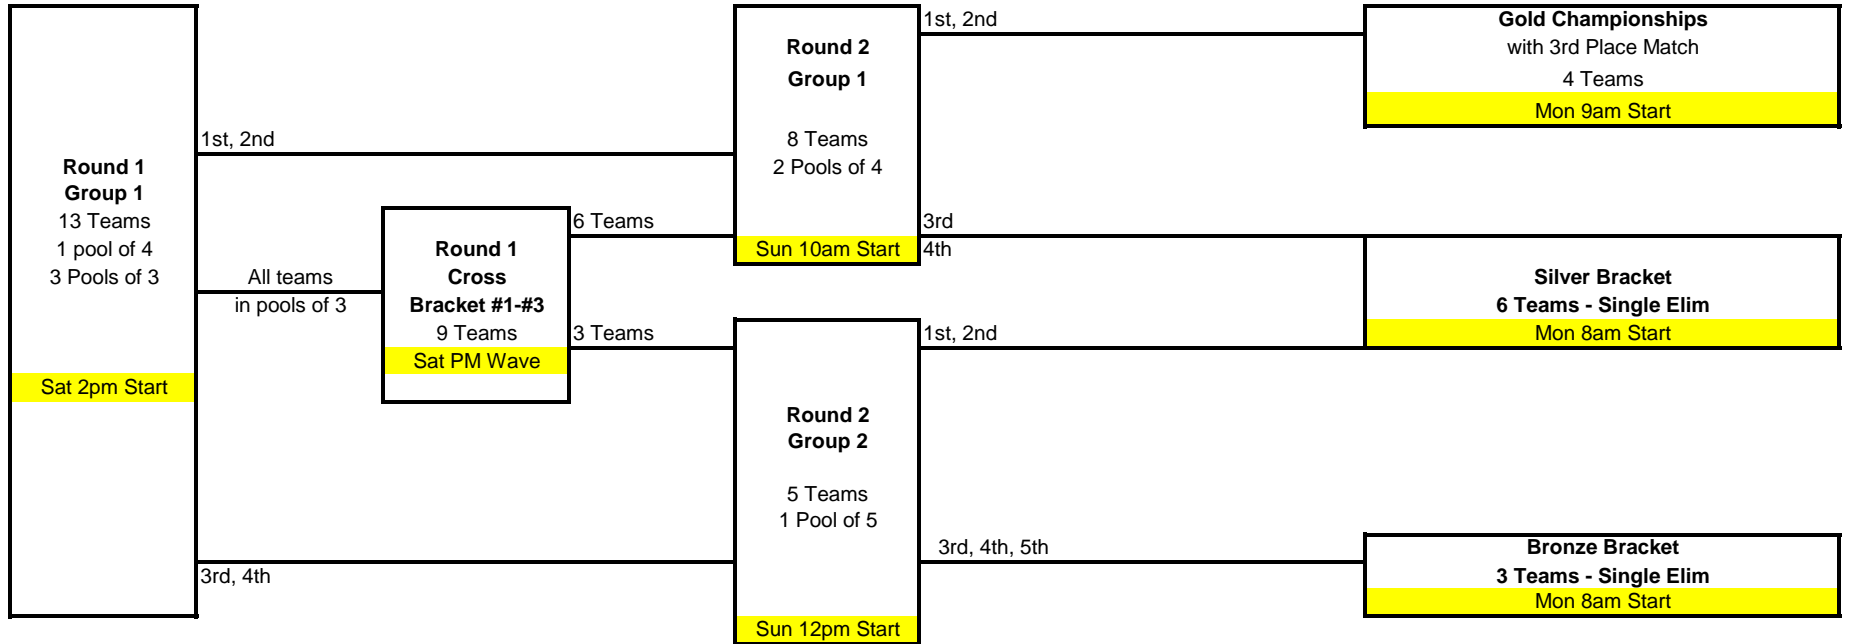 Round 1
Group 1
13 Teams
1 pool of 4
3 Pools of 3
Sat 2pm Start
1st, 2nd
All teams
in pools of 3
3rd, 4th
Round 1
Cross
Bracket #1-#3
9 Teams
Sat PM Wave
6 Teams
3 Teams
Round 2
Group 1
8 Teams
2 Pools of 4
Sun 10am Start
Round 2
Group 2
5 Teams
1 Pool of 5
Sun 12pm Start
1st, 2nd
3rd
4th
1st, 2nd
3rd, 4th, 5th
Gold Championships
with 3rd Place Match
4 Teams
Mon 9am Start
Silver Bracket
6 Teams - Single Elim
Mon 8am Start
Bronze Bracket
3 Teams - Single Elim
Mon 8am Start